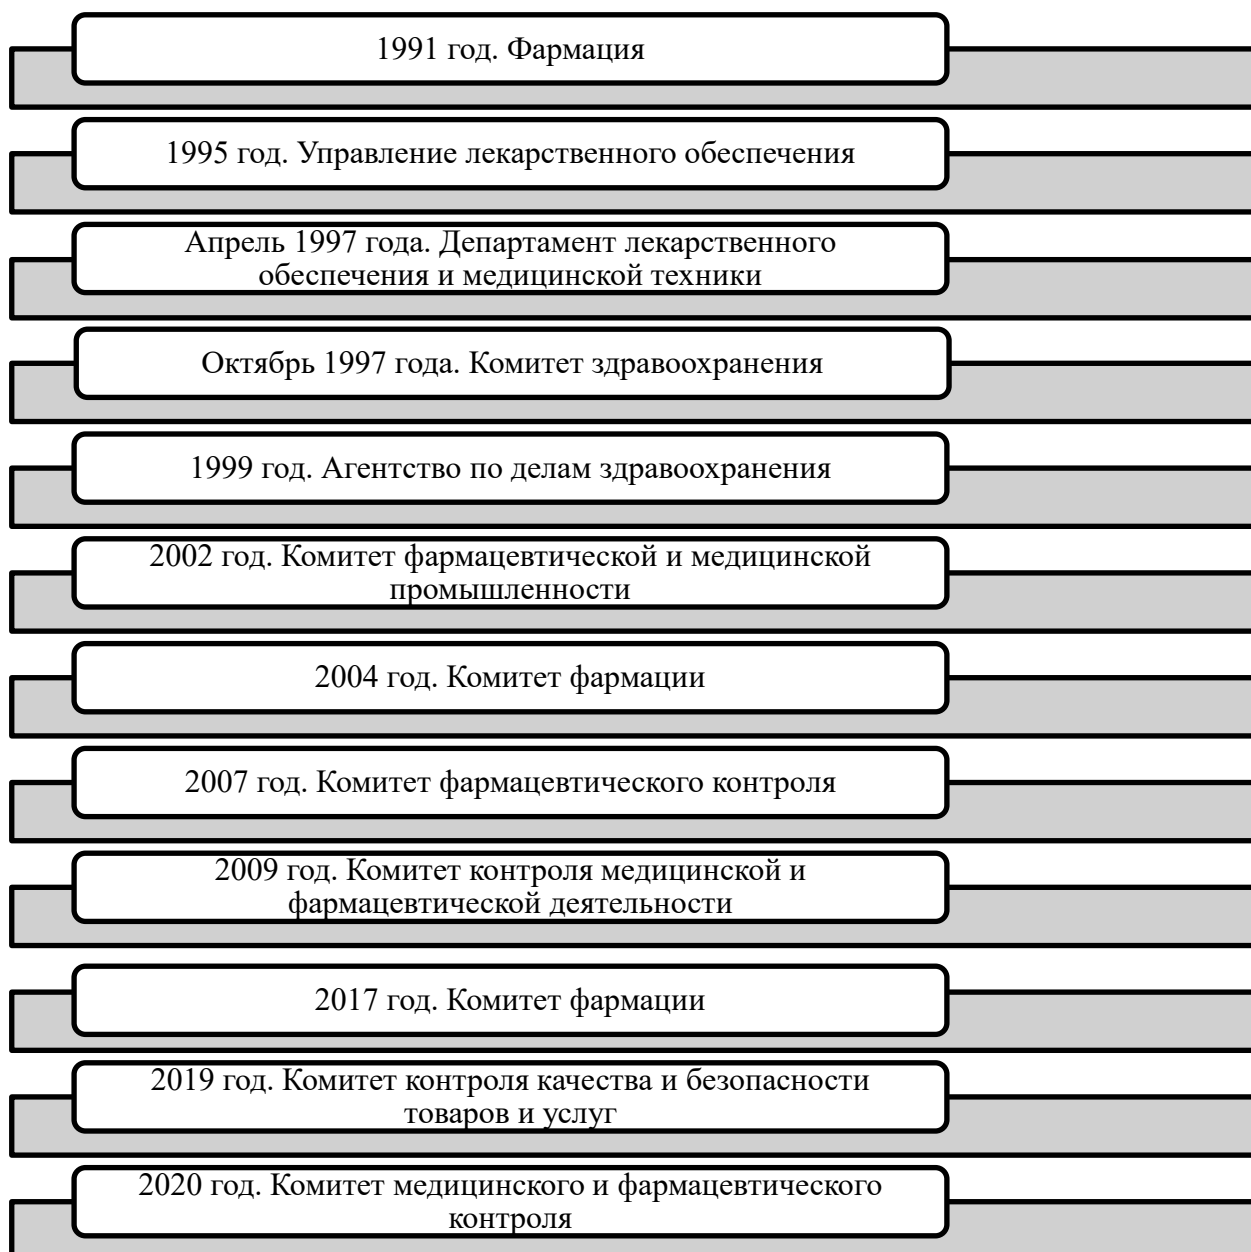 1991 год. Фармация
1995 год. Управление лекарственного обеспечения
Апрель 1997 года. Департамент лекарственного
обеспечения и медицинской техники
Октябрь 1997 года. Комитет здравоохранения
1999 год. Агентство по делам здравоохранения
2002 год. Комитет фармацевтической и медицинской
промышленности
2004 год. Комитет фармации
2007 год. Комитет фармацевтического контроля
2009 год. Комитет контроля медицинской и
фармацевтической деятельности
2017 год. Комитет фармации
2019 год. Комитет контроля качества и безопасности
товаров и услуг
2020 год. Комитет медицинского и фармацевтического
контроля